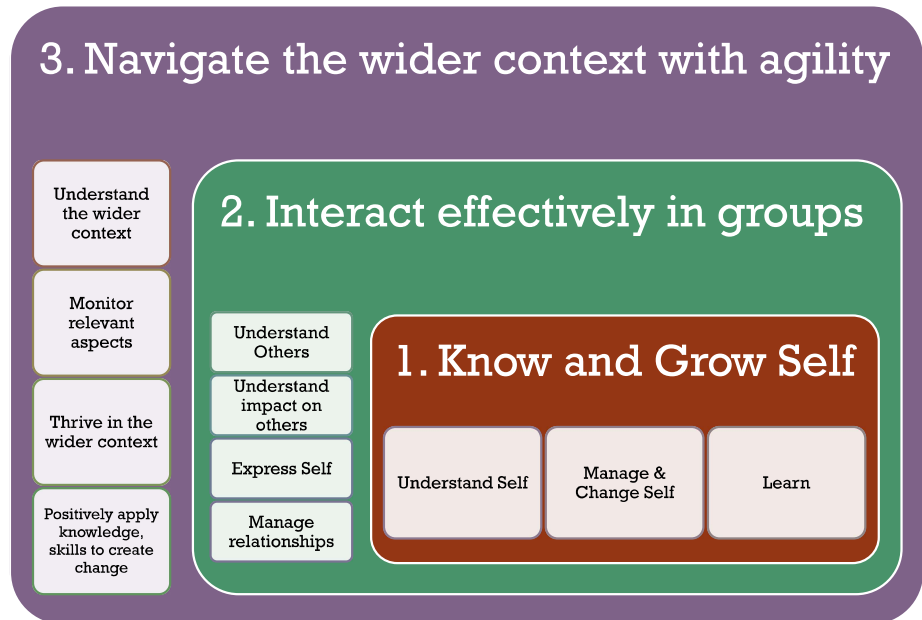 3. Navigate the wider context with agility
Understand
the wider
context
Monitor
relevant
aspects
Thrive in the
wider context
Positively apply
knowledge,
skills to create
change
2. Interact effectively in groups
Understand
Others
Understand
impact on
others
Express Self
Manage
relationships
1. Know and Grow Self
Understand Self
Manage &
Change Self
Learn